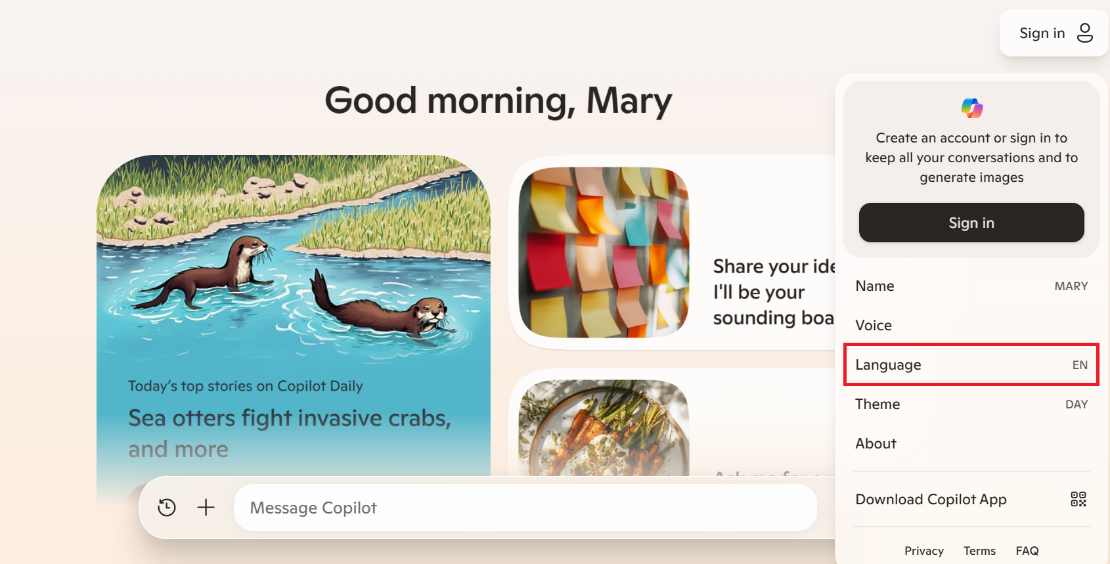 Sign in
Good morning, Mary
Today's top stories on Copilot Daily
Sea otters fight invasive crabs,
and more
Share your ide
I'll be your
sounding boa
Message Copilot
Create an account or sign in to
keep all your conversations and to
generate images
Sign in
Name MARY
Voice
Language EN
Theme DAY
About
Download Copilot App
Privacy Terms FAQ